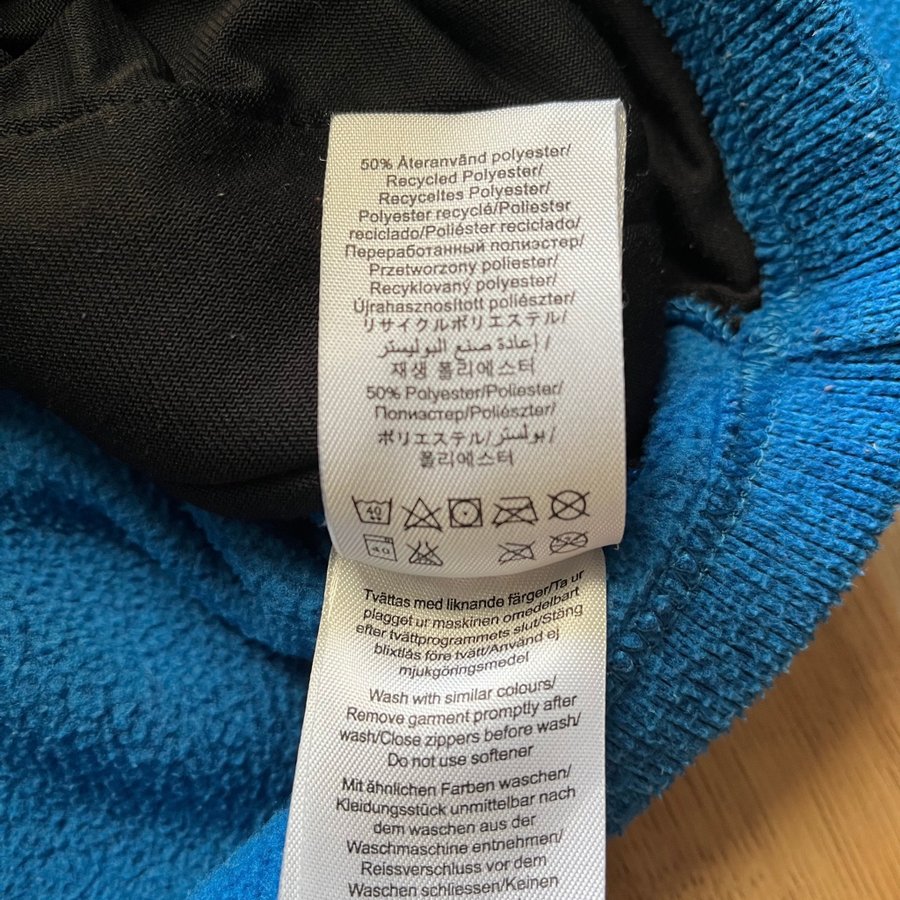 50% Återanvänd polyester/
Recycled Polyester/
Recyceltes Polyester/
Polyester recyclé/Polyester
reciclado/Poliéster reciclado/
Переработанный полиэстер/
Przetworzony poliester/
Recyklovaný polyester/
Újrahasznosított poliészter/
リサイクルポリエステル/
إعادة صنع البوليستر/
재생 폴리에스터
50% Polyester/Poliester/
Полиэстер/Poliészter/
ポリエステル/بولستر/
폴리에스터
40
40
Tvättas med liknande färger/Ta ur
plagget ur maskinen omedelbart
efter tvättprogrammets slut/Stäng
blixtlås före tvätt/Använd ej
mjukgöringsmedel
Wash with similar colours/
Remove garment promptly after
wash/Close zippers before wash/
Do not use softener
Mit ähnlichen Farben waschen/
Kleidungsstück unmittelbar nach
dem waschen aus der
Waschmaschine entnehmen/
Reissverschluss vor dem
Waschen schliessen/Keinen